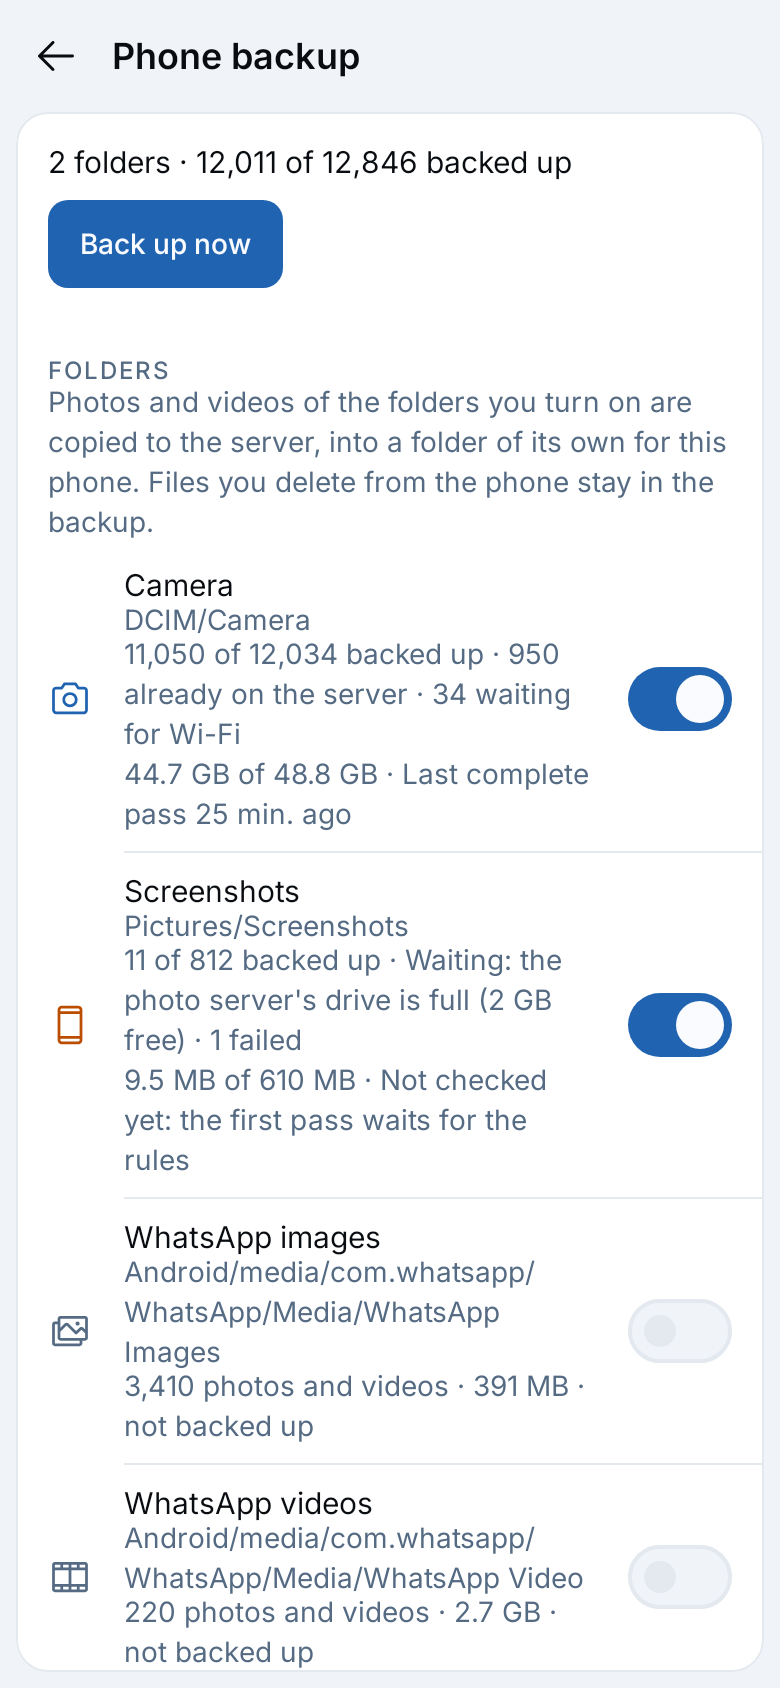 Phone backup
2 folders · 12,011 of 12,846 backed up
Back up now
FOLDERS
Photos and videos of the folders you turn on are
copied to the server, into a folder of its own for this
phone. Files you delete from the phone stay in the
backup.
Camera
DCIM/Camera
11,050 of 12,034 backed up · 950
already on the server · 34 waiting
for Wi-Fi
44.7 GB of 48.8 GB · Last complete
pass 25 min. ago
Screenshots
Pictures/Screenshots
11 of 812 backed up · Waiting: the
photo server's drive is full (2 GB
free) · 1 failed
9.5 MB of 610 MB · Not checked
yet: the first pass waits for the
rules
WhatsApp images
Android/media/com.whatsapp/
WhatsApp/Media/WhatsApp
Images
3,410 photos and videos · 391 MB ·
not backed up
WhatsApp videos
Android/media/com.whatsapp/
WhatsApp/Media/WhatsApp Video
220 photos and videos · 2.7 GB ·
not backed up